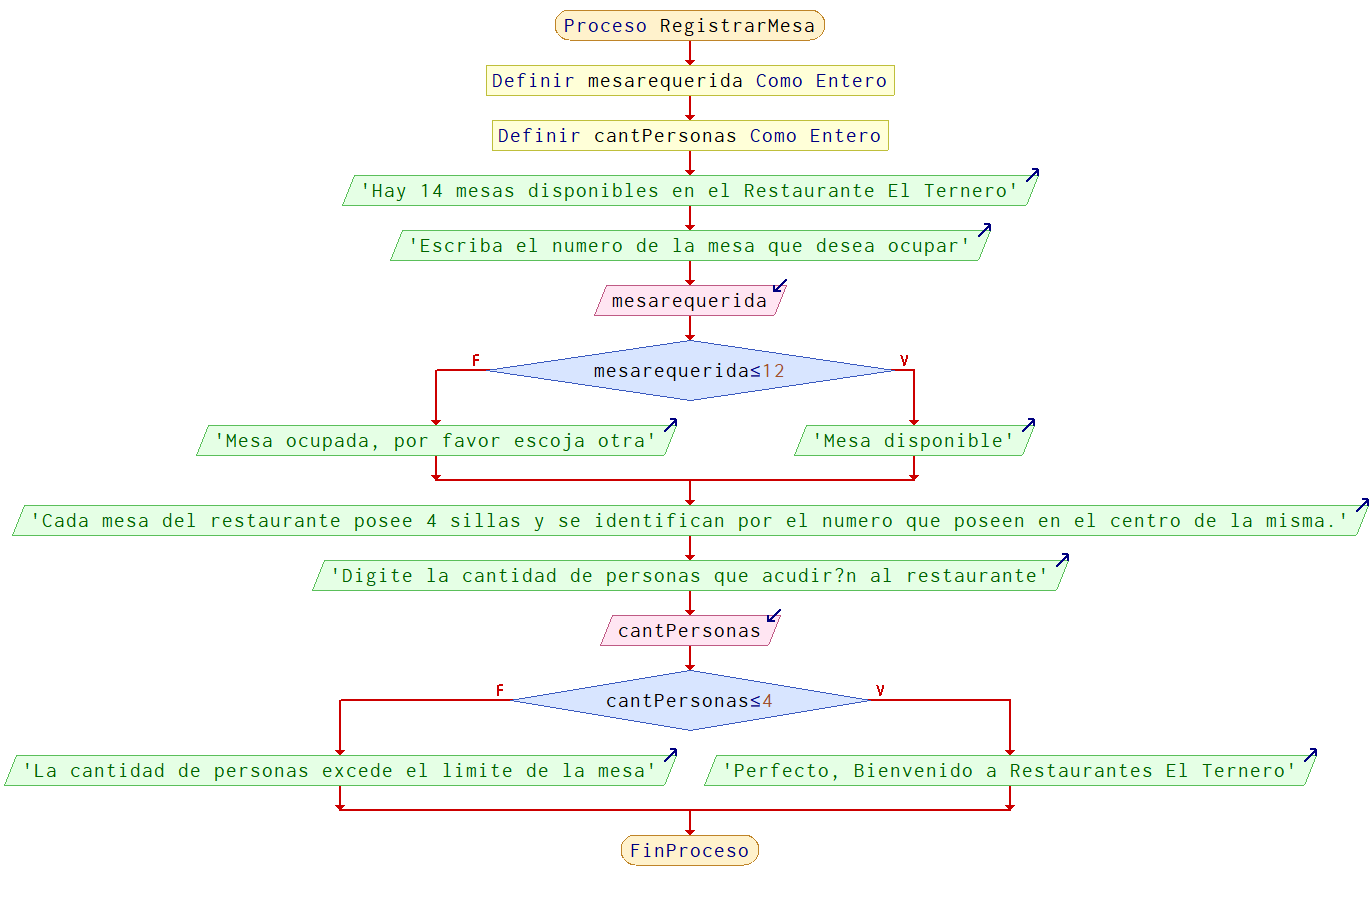 Proceso RegistrarMesa
Definir mesarequerida Como Entero
Definir cantPersonas Como Entero
'Hay 14 mesas disponibles en el Restaurante El Ternero'
'Escriba el numero de la mesa que desea ocupar'
mesarequerida
F
V
mesarequerida≤12
'Mesa ocupada, por favor escoja otra'
'Mesa disponible'
'Cada mesa del restaurante posee 4 sillas y se identifican por el numero que poseen en el centro de la misma.'
'Digite la cantidad de personas que acudir?n al restaurante'
cantPersonas
F
V
cantPersonas≤4
'La cantidad de personas excede el limite de la mesa'
'Perfecto, Bienvenido a Restaurantes El Ternero'
FinProceso